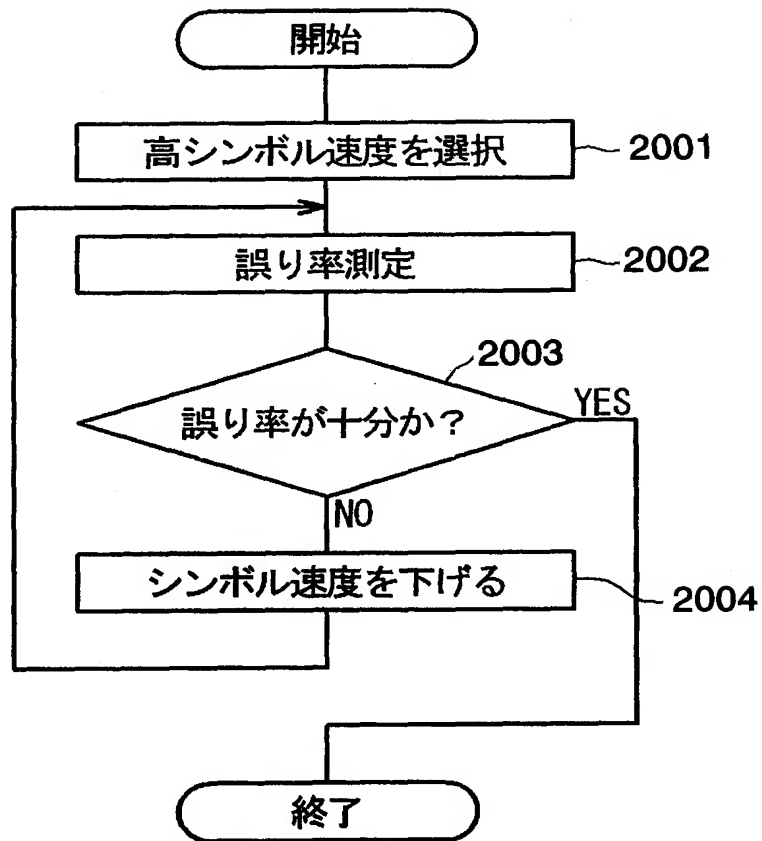 開始
高シンボル速度を選択
2001
誤り率測定
2002
2003
誤り率が十分か?
YES
NO
シンボル速度を下げる
2004
終了